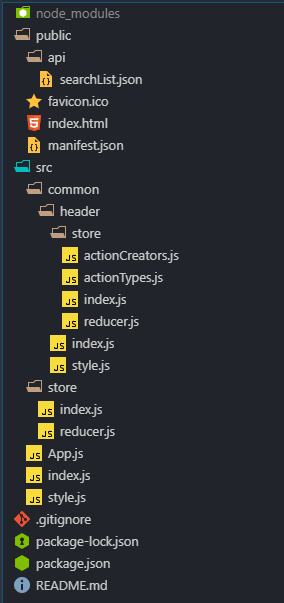 node_modules
public
api
searchList.json
favicon.ico
index.html
manifest.json
src
common
header
store
actionCreators.js
actionTypes.js
index.js
reducer.js
index.js
style.js
store
index.js
reducer.js
App.js
index.js
style.js
.gitignore
package-lock.json
package.json
README.md